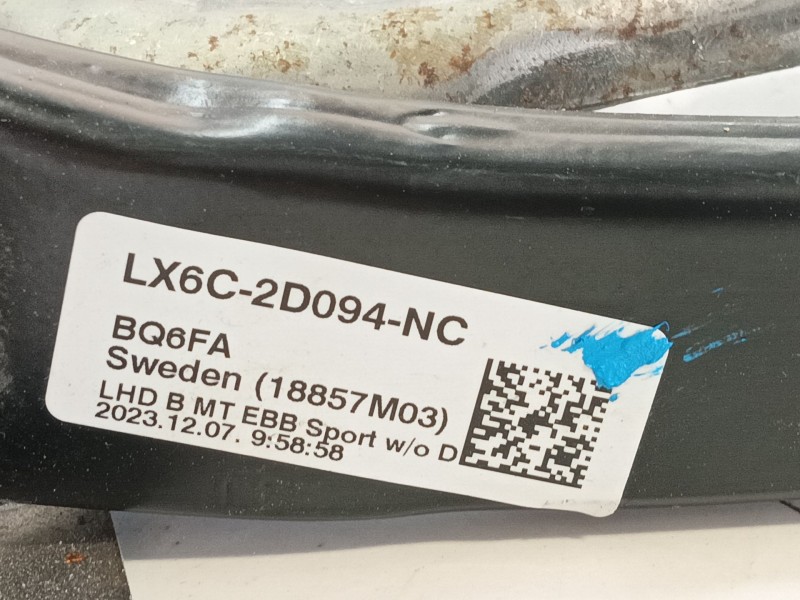 LX6C-2D094-NC
BQ6FA
Sweden (18857M03)
LHD B MT EBB Sport w/o D
2023.12.07. 9:58:58